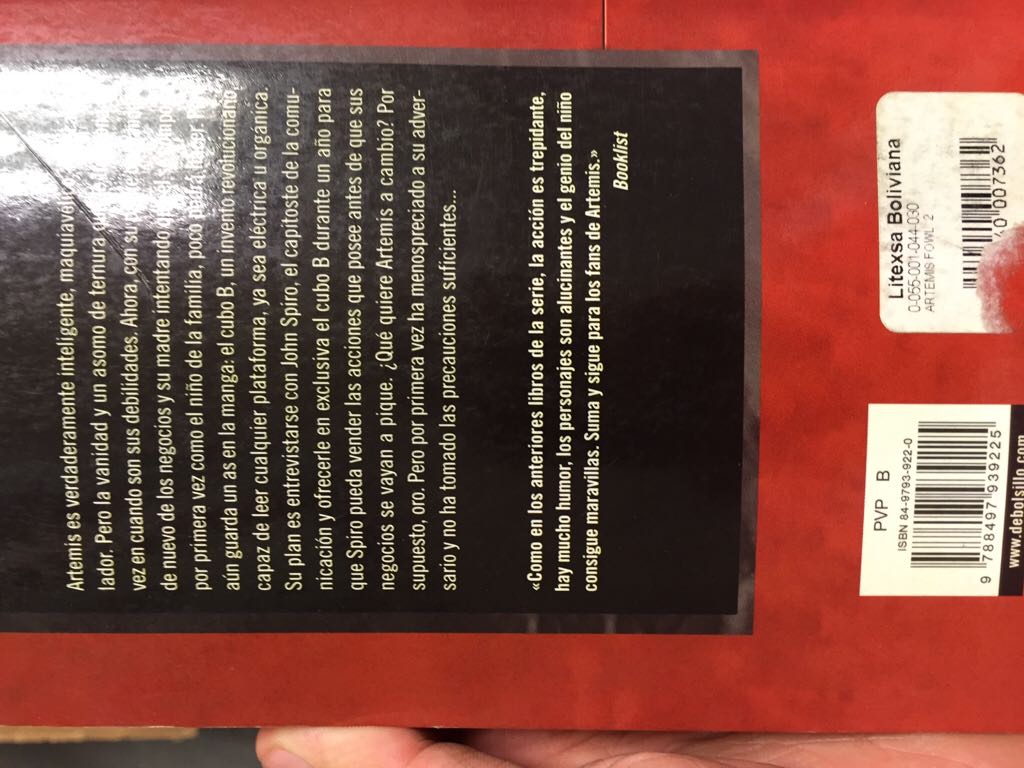 Artemis es verdaderamente inteligente, maquiavé
lador. Pero la vanidad y un asomo de ternura
vez en cuando son sus debilidades. Ahora, con su
de nuevo de los negocios y su madre intentando
por primera vez como el niño de la familia, poco
aún guarda un as en la manga: el cubo B, un invento revolucionario
capaz de leer cualquier plataforma, ya sea eléctrica u orgánica.
Su plan es entrevistarse con John Spiro, el capitoste de la comu-
nicación y ofrecerle en exclusiva el cubo B durante un año para
que Spiro pueda vender las acciones que posee antes de que sus
negocios se vayan a pique. ¿Qué quiere Artemis a cambio? Por
supuesto, oro. Pero por primera vez ha menospreciado a su adver-
sario y no ha tomado las precauciones suficientes...
«Como en los anteriores libros de la serie, la acción es trepidante,
hay mucho humor, los personajes son alucinantes y el genio del niño
consigue maravillas. Suma y sigue para los fans de Artemis.»
Booklist
PVP B
ISBN 84-9793-922-0
9 788497 939225
www.debolsillo.com
Litexsa Boliviana
0-055-001-044-030
ARTEMIS FOWL 2
0007362